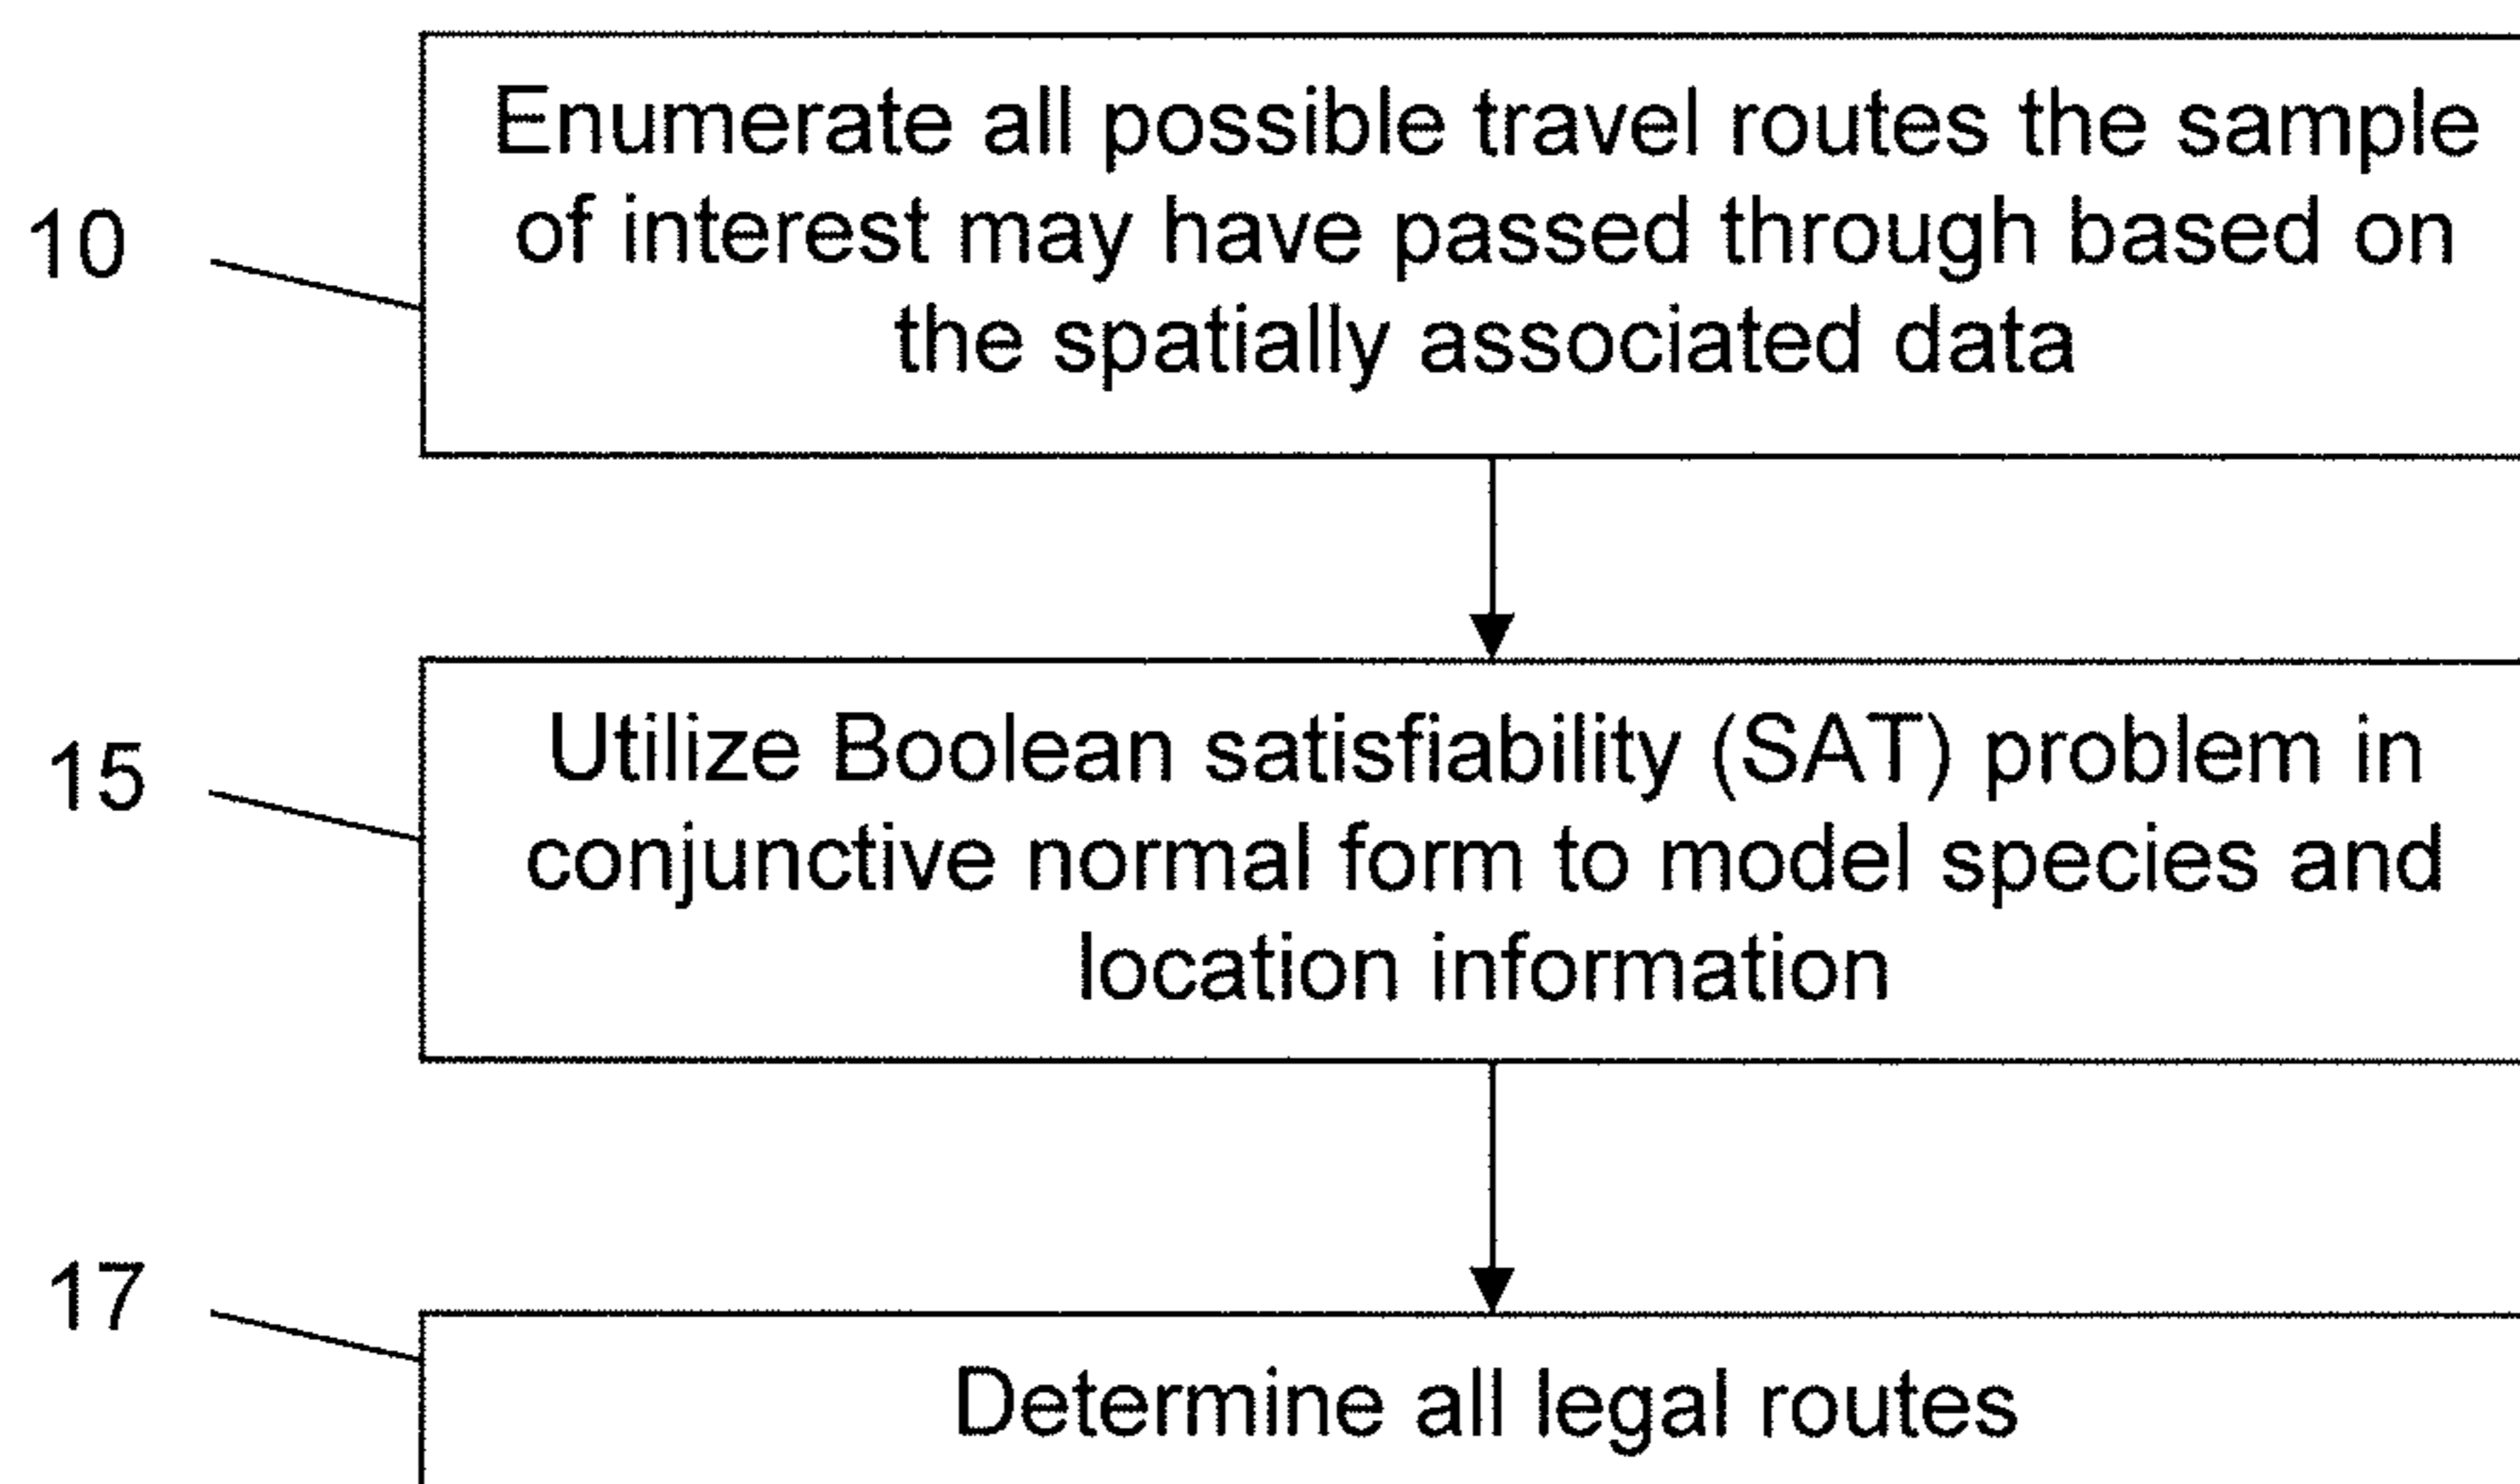 Enumerate all possible travel routes the sample
10
of interest may have passed through based on
the spatially associated data
Utilize Boolean satisfiability (SAT) problem in
15
conjunctive normal form to model species and
location information
17
Determine all legal routes